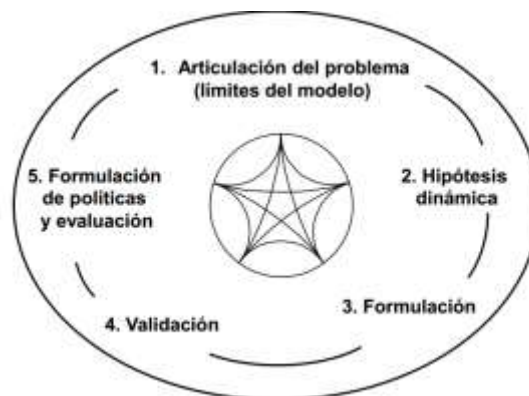 1. Articulación del problema
(límites del modelo)
5. Formulación
de políticas
y evaluación
2. Hipótesis
dinámica
3. Formulación
4. Validación